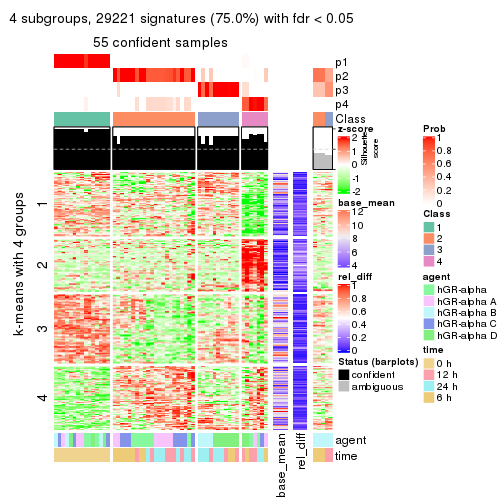 4 subgroups, 29221 signatures (75.0%) with fdr < 0.05
55 confident samples
p1
p2
p3
p4
Class
Silhouette
score
k-means with 4 groups
1
2
3
4
agent
time
base_mean
rel_diff
z-score
2
1
0
-1
-2
base_mean
12
10
8
6
4
rel_diff
1
0.8
0.6
0.4
0.2
0
Status (barplots)
confident
ambiguous
Prob
1
0.8
0.6
0.4
0.2
0
Class
1
2
3
4
agent
hGR-alpha
hGR-alpha A
hGR-alpha B
hGR-alpha C
hGR-alpha D
time
0 h
12 h
24 h
6 h